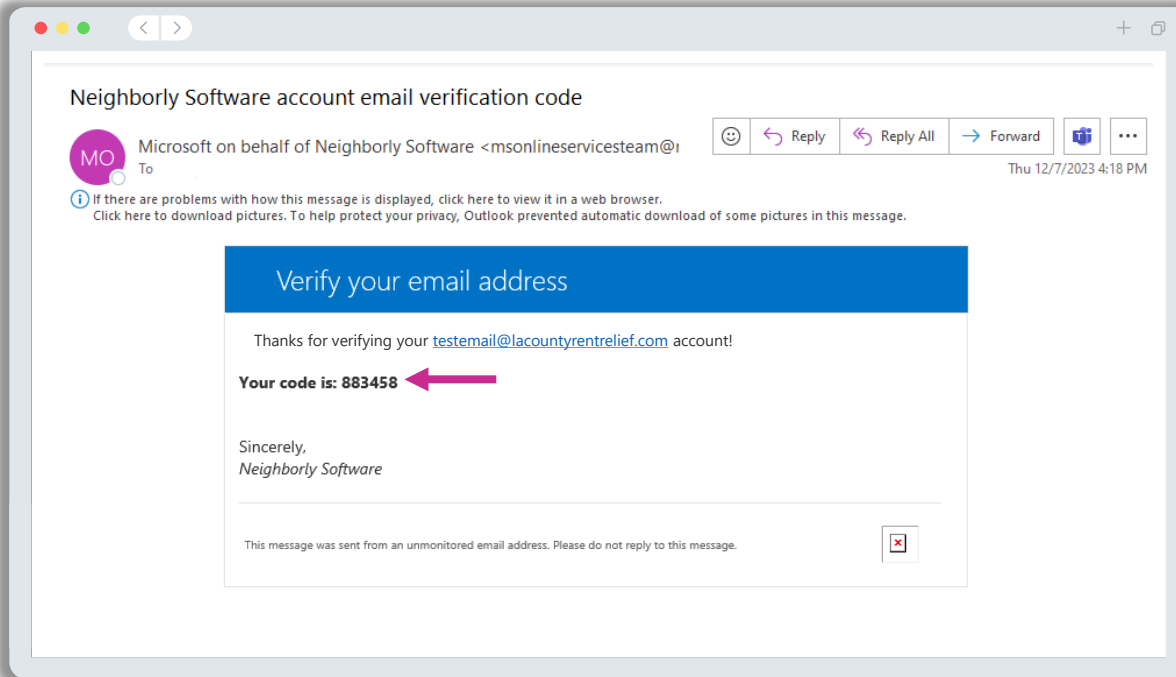 Neighborly Software account email verification code
MO
Microsoft on behalf of Neighborly Software <msonlineservicesteam@
To
Reply
Reply All
Forward
Thu 12/7/2023 4:18 PM
If there are problems with how this message is displayed, click here to view it in a web browser.
Click here to download pictures. To help protect your privacy, Outlook prevented automatic download of some pictures in this message.
Verify your email address
Thanks for verifying your testemail@lacountyrentrelief.com account!
Your code is: 883458
Sincerely,
Neighborly Software
This message was sent from an unmonitored email address. Please do not reply to this message.